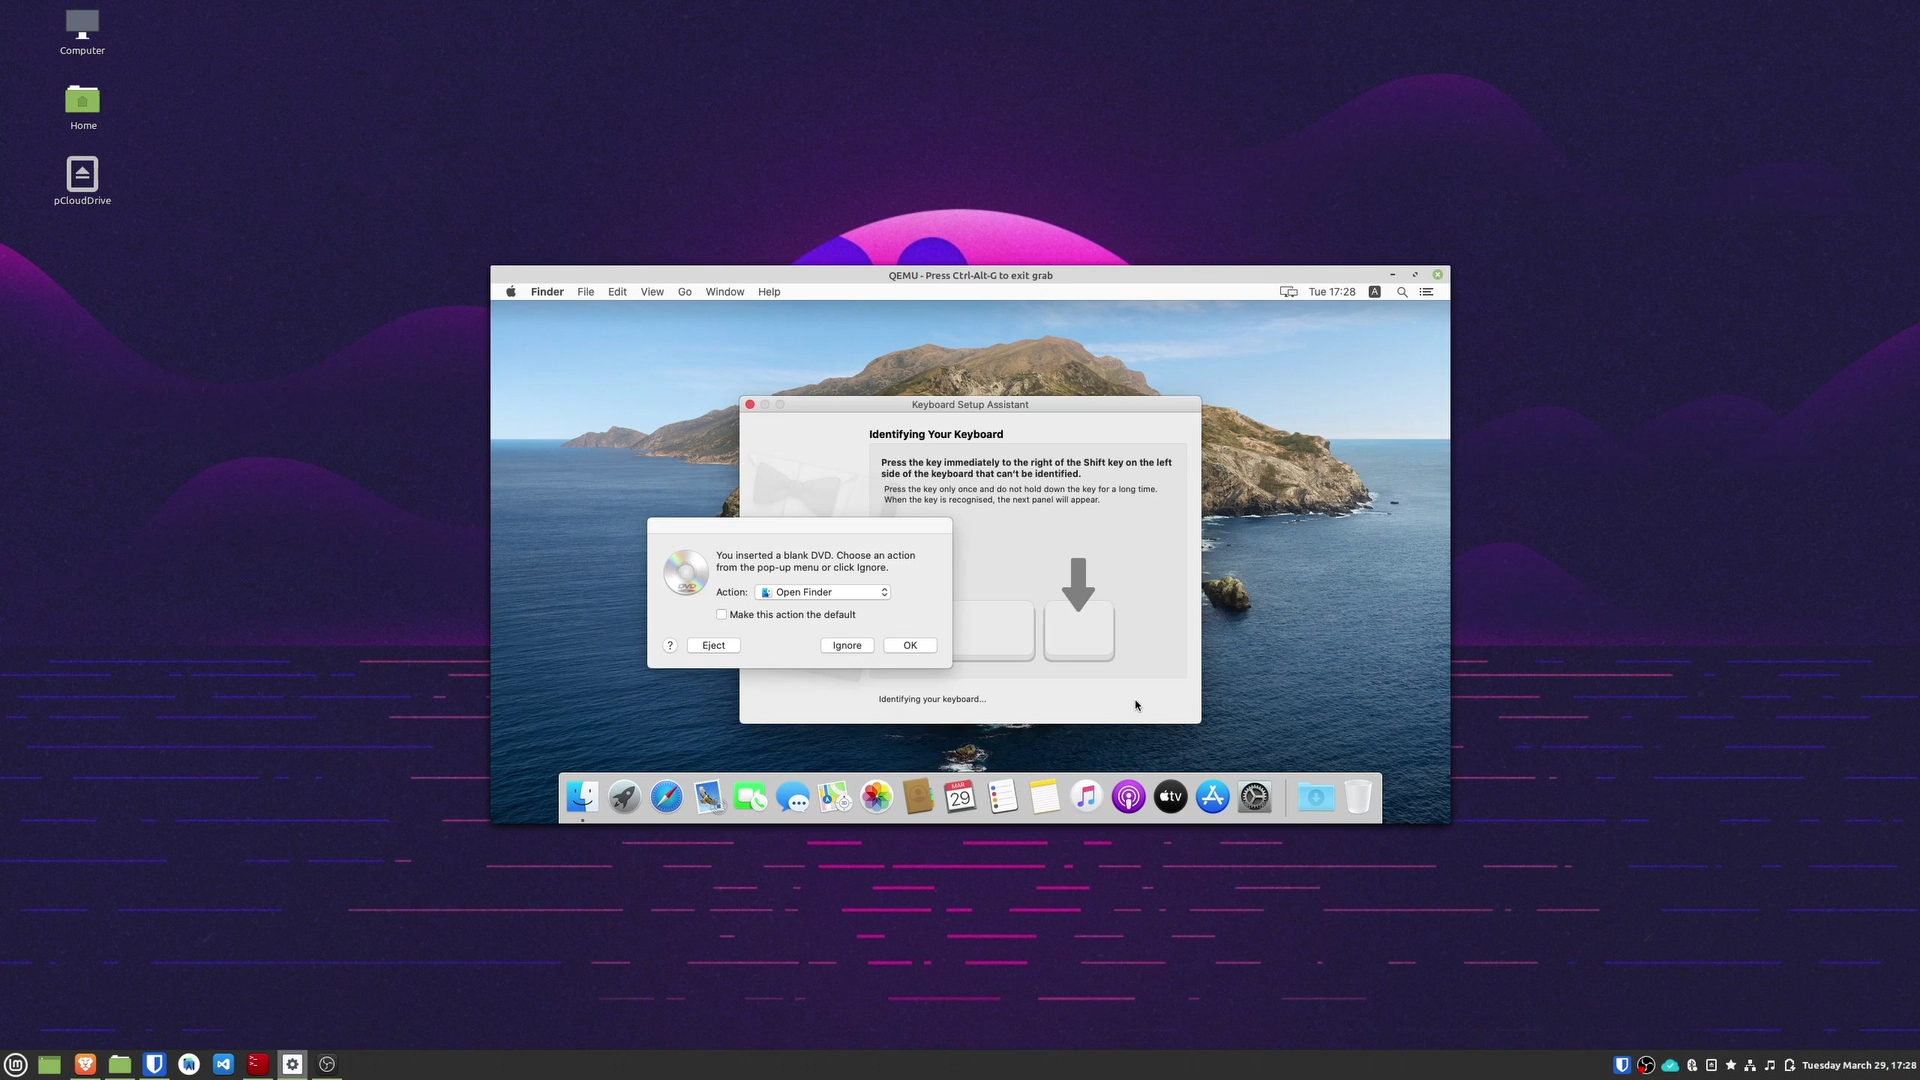 Computer
Home
pCloudDrive
QEMU - Press Ctrl-Alt-G to exit grab
Finder File Edit View Go Window Help
Tue 17:28 A
Keyboard Setup Assistant
Identifying Your Keyboard
Press the key immediately to the right of the Shift key on the left
side of the keyboard that can't be identified.
Press the key only once and do not hold down the key for a long time.
When the key is recognised, the next panel will appear.
You inserted a blank DVD. Choose an action
from the pop-up menu or click Ignore.
DVD
Action: Open Finder
Make this action the default
? Eject Ignore OK
Identifying your keyboard...
MAR
29
3D
tv
Tuesday March 29, 17:28